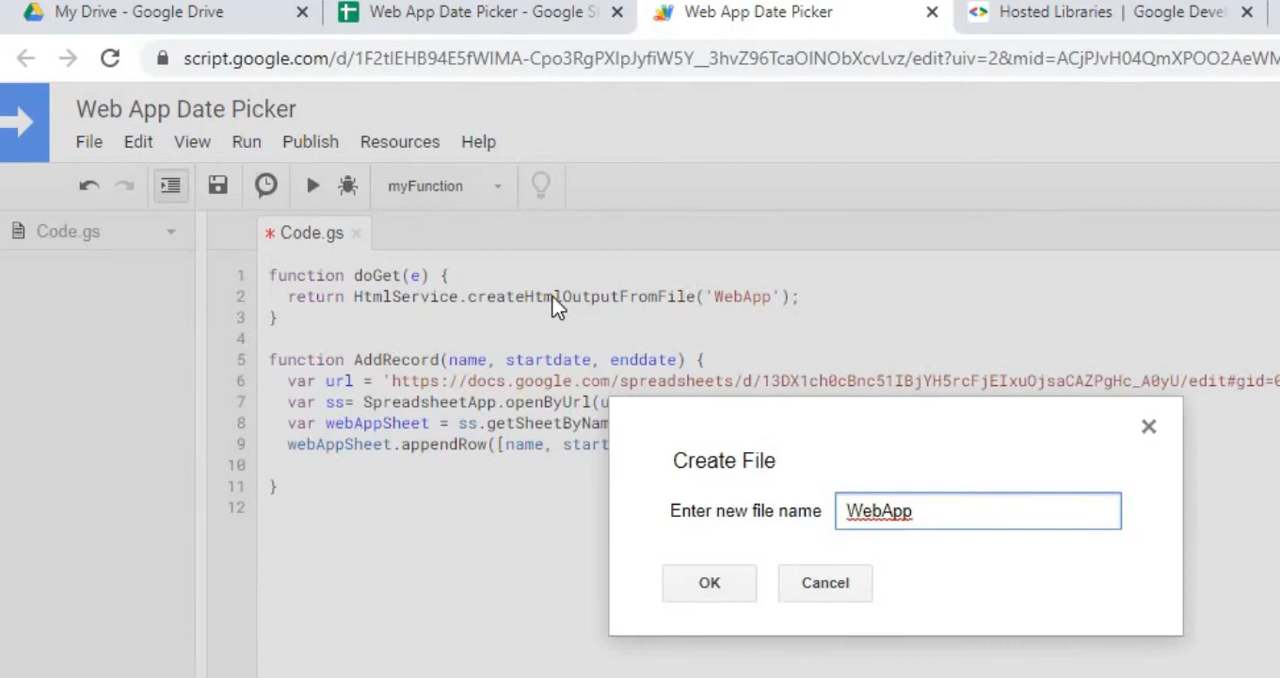 My Drive - Google Drive
Web App Date Picker - Google S
Web App Date Picker
Hosted Libraries | Google Deve
script.google.com/d/1F2tlEHB94E5fWIMA-Cpo3RgPXIpJyfiW5Y__3hvZ96TcaOlNObXcvLvz/edit?uiv=2&mid=ACjPJvH04QmXPOO2AeWM
Web App Date Picker
File Edit View Run Publish Resources Help
myFunction
Code.gs
* Code.gs
1 function doGet(e) {
2 return HtmlService.createHtmlOutputFromFile('WebApp');
3 }
4
5 function AddRecord(name, startdate, enddate) {
6 var url = 'https://docs.google.com/spreadsheets/d/13DX1ch0cBnc51IBjYH5rcFjEIxuOjsaCAZPgHc_A0yU/edit#gid=0
7 var ss= SpreadsheetApp.openByUrl(u
8 var webAppSheet = ss.getSheetByNam
9 webAppSheet.appendRow([name, start
10
11 }
12
Create File
Enter new file name WebApp
OK Cancel